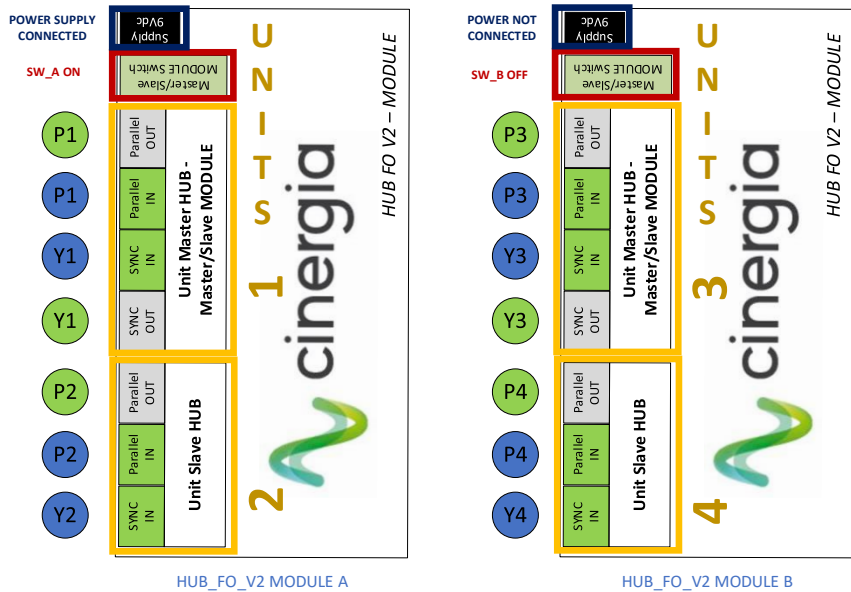 POWER SUPPLY
CONNECTED
Supply
9Vdc
SW_A ON
Master/Slave
MODULE Switch
P1
Parallel
OUT
P1
Parallel
IN
Y1
SYNC
IN
Y1
SYNC
OUT
Unit Master HUB -
Master/Slave MODULE
P2
Parallel
OUT
P2
Parallel
IN
Y2
SYNC
IN
Unit Slave HUB
UNITS
1
2
cinergia
HUB FO V2 – MODULE
HUB_FO_V2 MODULE A
POWER NOT
CONNECTED
Supply
9Vdc
SW_B OFF
Master/Slave
MODULE Switch
P3
Parallel
OUT
P3
Parallel
IN
Y3
SYNC
IN
Y3
SYNC
OUT
Unit Master HUB -
Master/Slave MODULE
P4
Parallel
OUT
P4
Parallel
IN
Y4
SYNC
IN
Unit Slave HUB
UNITS
3
4
cinergia
HUB FO V2 – MODULE
HUB_FO_V2 MODULE B